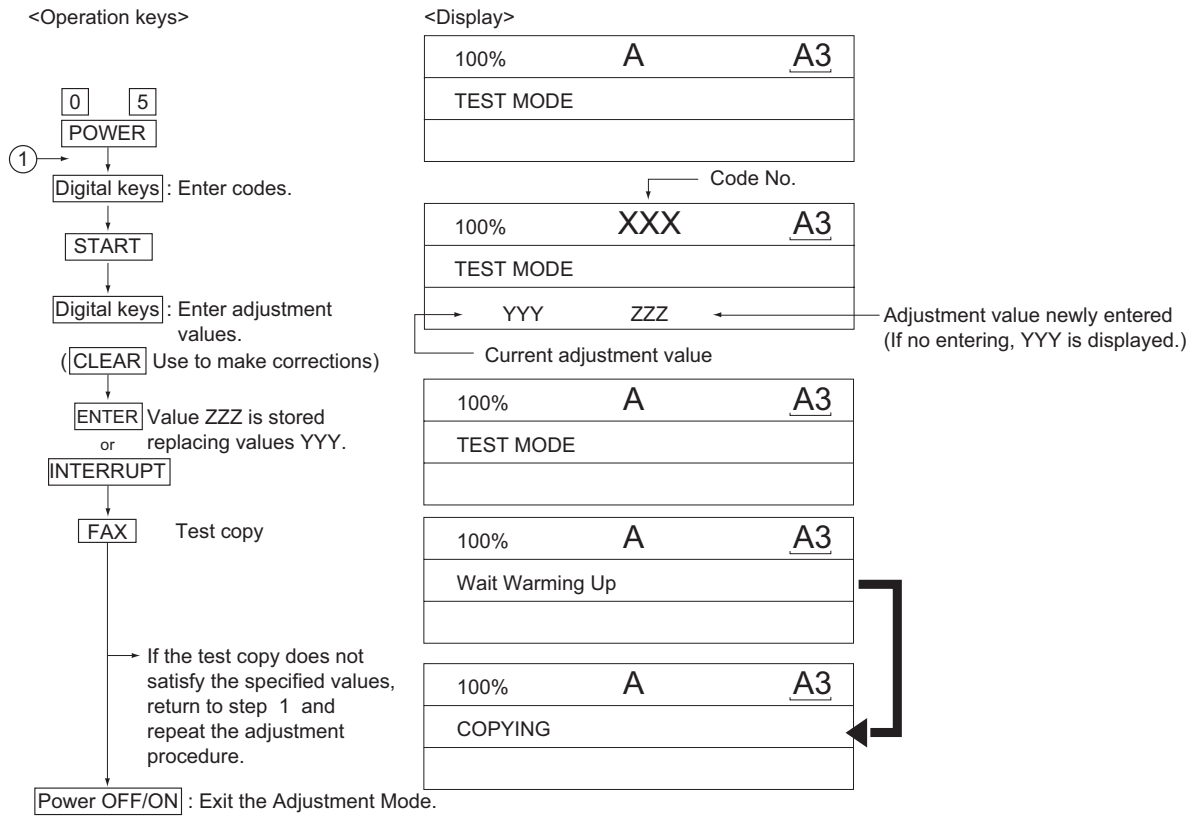 <Operation keys>
<Display>
100% A A3
TEST MODE
0 5
POWER
1
Digital keys : Enter codes.
Code No.
100% XXX A3
START
TEST MODE
Digital keys : Enter adjustment
values.
YYY ZZZ
Adjustment value newly entered
(If no entering, YYY is displayed.)
Current adjustment value
( CLEAR Use to make corrections)
100% A A3
TEST MODE
ENTER Value ZZZ is stored
or replacing values YYY.
INTERRUPT
FAX Test copy
100% A A3
Wait Warming Up
If the test copy does not
satisfy the specified values,
return to step 1 and
repeat the adjustment
procedure.
100% A A3
COPYING
Power OFF/ON : Exit the Adjustment Mode.